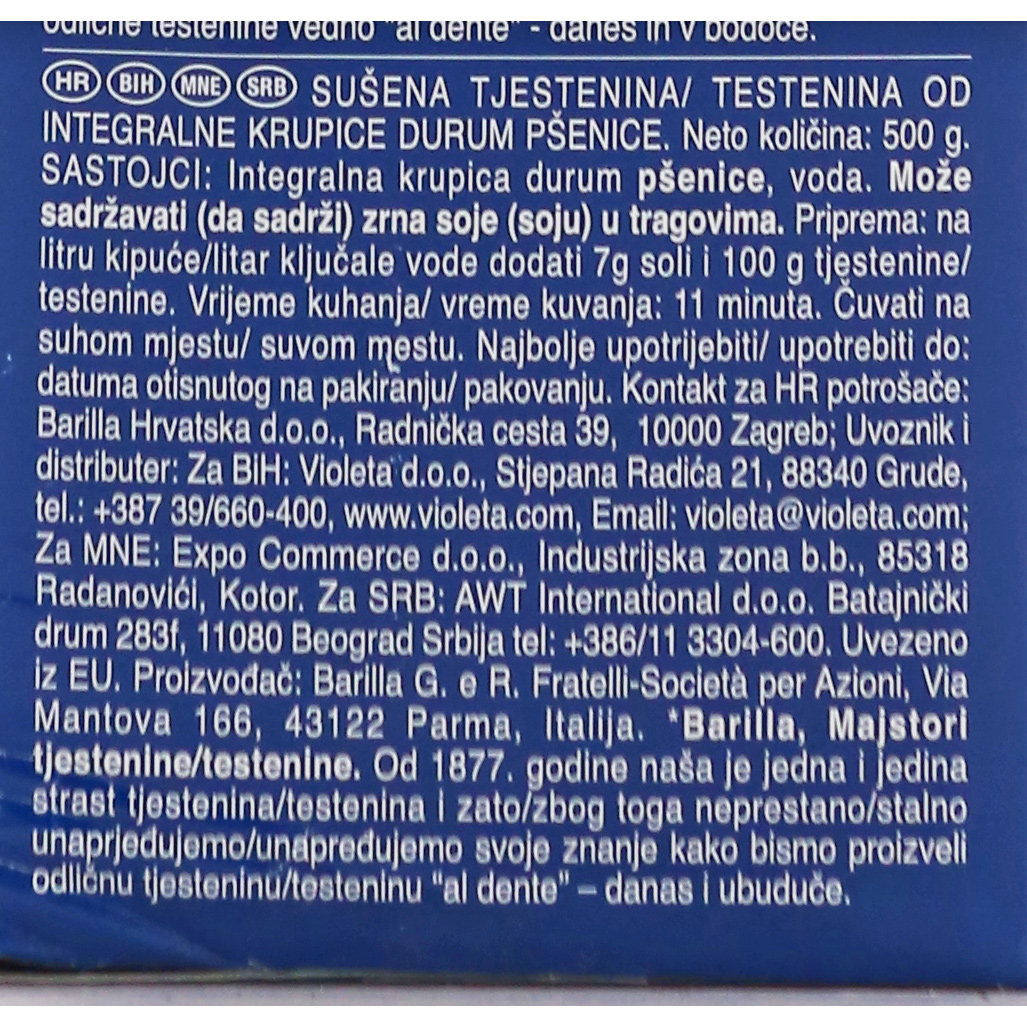 odlične testenine vedno "al dente" - danes in v bodoče.
HR BIH MNE SRB SUŠENA TJESTENINA/ TESTENINA OD
INTEGRALNE KRUPICE DURUM PŠENICE. Neto količina: 500 g.
SASTOJCI: Integralna krupica durum pšenice, voda. Može
sadržavati (da sadrži) zrna soje (soju) u tragovima. Priprema: na
litru kipuće/litar ključale vode dodati 7g soli i 100 g tjestenine/
testenine. Vrijeme kuhanja/ vreme kuvanja: 11 minuta. Čuvati na
suhom mjestu/ suvom mestu. Najbolje upotrijebiti/ upotrebiti do:
datuma otisnutog na pakiranju/ pakovanju. Kontakt za HR potrošače:
Barilla Hrvatska d.o.o., Radnička cesta 39, 10000 Zagreb; Uvoznik i
distributer: Za BiH: Violeta d.o.o., Stjepana Radića 21, 88340 Grude,
tel.: +387 39/660-400, www.violeta.com, Email: violeta@violeta.com;
Za MNE: Expo Commerce d.o.o., Industrijska zona b.b., 85318
Radanovići, Kotor. Za SRB: AWT International d.o.o. Batajnički
drum 283f, 11080 Beograd Srbija tel: +386/11 3304-600. Uvezeno
iz EU. Proizvođač: Barilla G. e R. Fratelli-Società per Azioni, Via
Mantova 166, 43122 Parma, Italija. *Barilla, Majstori
tjestenine/testenine. Od 1877. godine naša je jedna i jedina
strast tjestenina/testenina i zato/zbog toga neprestano/stalno
unaprjeđujemo/unapređujemo svoje znanje kako bismo proizveli
odličnu tjesteninu/testeninu "al dente" – danas i ubuduće.